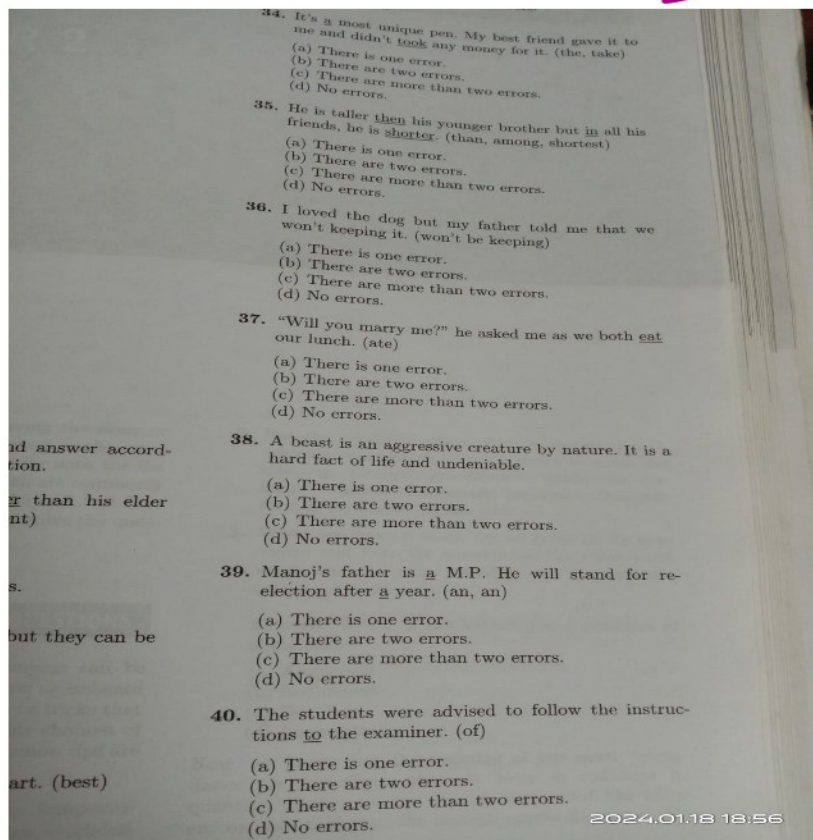 34. It's a most unique pen. My best friend gave it to
me and didn't took any money for it. (the, take)
(a) There is one error.
(b) There are two errors.
(c) There are more than two errors.
(d) No errors.
35. He is taller then his younger brother but in all his
friends, he is shorter. (than, among, shortest)
(a) There is one error.
(b) There are two errors.
(c) There are more than two errors.
(d) No errors.
36. I loved the dog but my father told me that we
won't keeping it. (won't be keeping)
(a) There is one error.
(b) There are two errors.
(c) There are more than two errors.
(d) No errors.
37. “Will you marry me?” he asked me as we both eat
our lunch. (ate)
(a) There is one error.
(b) There are two errors.
(c) There are more than two errors.
(d) No errors.
38. A beast is an aggressive creature by nature. It is a
hard fact of life and undeniable.
(a) There is one error.
(b) There are two errors.
(c) There are more than two errors.
(d) No errors.
39. Manoj's father is a M.P. He will stand for re-
election after a year. (an, an)
(a) There is one error.
(b) There are two errors.
(c) There are more than two errors.
(d) No errors.
40. The students were advised to follow the instruc-
tions to the examiner. (of)
(a) There is one error.
(b) There are two errors.
(c) There are more than two errors.
(d) No errors.
nd answer accord-
tion.
er than his elder
nt)
s.
but they can be
art. (best)
2024.01.18 18:56